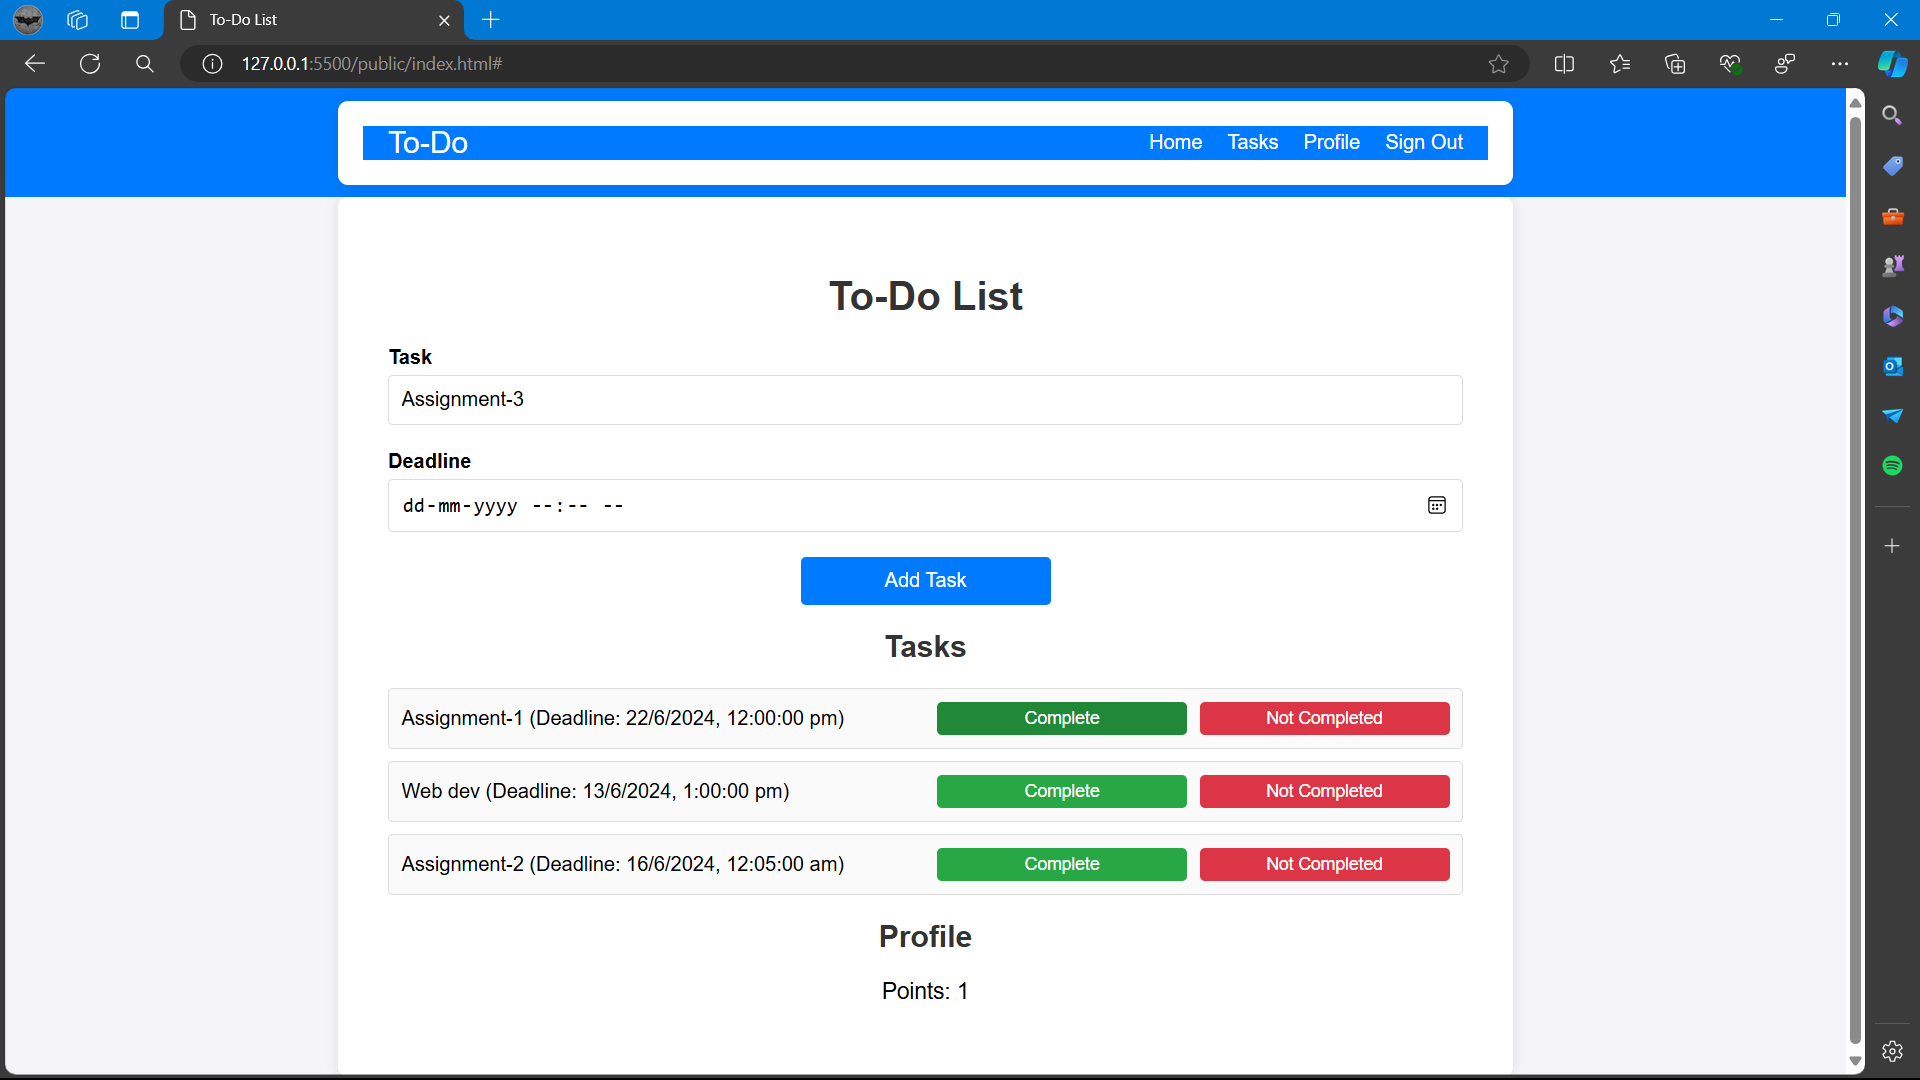 To-Do List
127.0.0.1:5500/public/index.html#
To-Do Home Tasks Profile Sign Out
To-Do List
Task
Assignment-3
Deadline
dd-mm-yyyy --:-- --
Add Task
Tasks
Assignment-1 (Deadline: 22/6/2024, 12:00:00 pm) Complete Not Completed
Web dev (Deadline: 13/6/2024, 1:00:00 pm) Complete Not Completed
Assignment-2 (Deadline: 16/6/2024, 12:05:00 am) Complete Not Completed
Profile
Points: 1